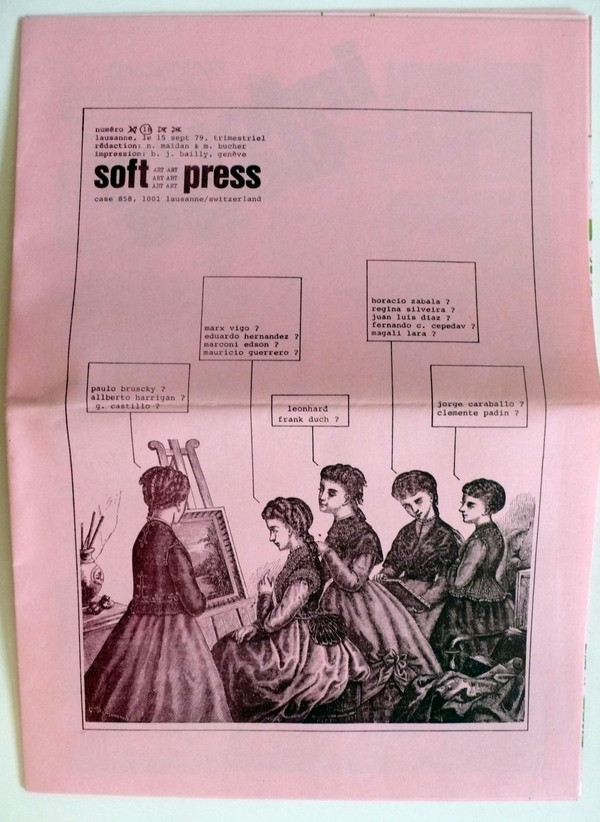 numéro 18
lausanne, le 15 sept 79, trimestriel
rédaction: n. maidan & m. bucher
impression: b. j. bailly, genève
soft ART ART press
ART ART
ART ART
case 858, 1001 lausanne/switzerland
horacio zabala ?
regina silveira ?
juan luis diaz ?
fernando c. cepedav ?
magali lara ?
marx vigo ?
eduardo hernandez ?
marconi edson ?
mauricio guerrero ?
paulo bruscky ?
allberto harrigan ?
g. castillo ?
leonhard
frank duch ?
jorge caraballo ?
clemente padin ?